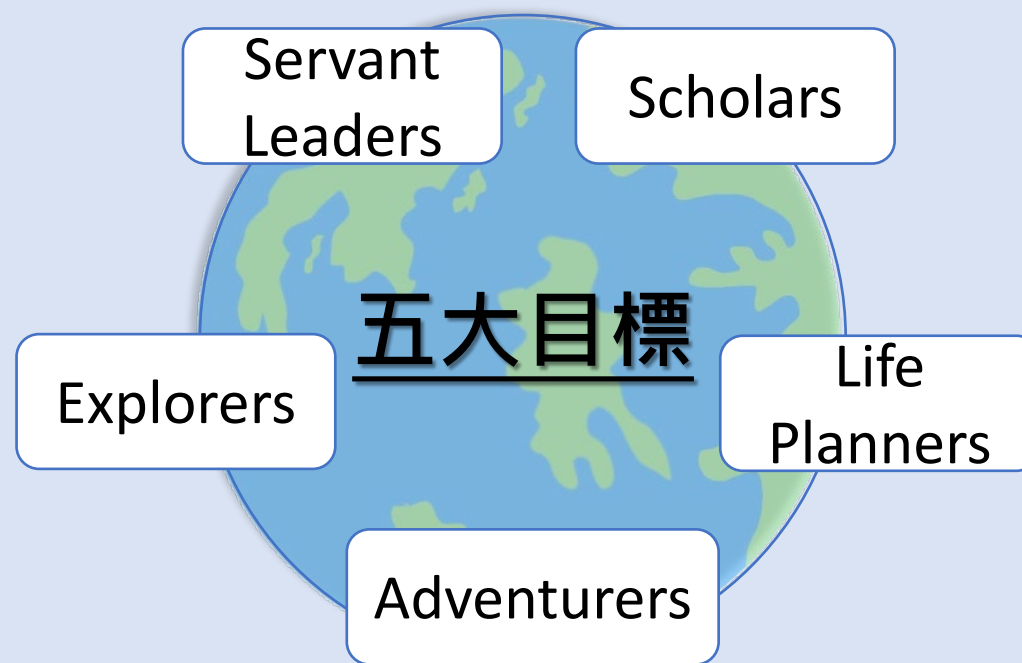 Servant
Leaders
Scholars
五大目標
Explorers
Life
Planners
Adventurers